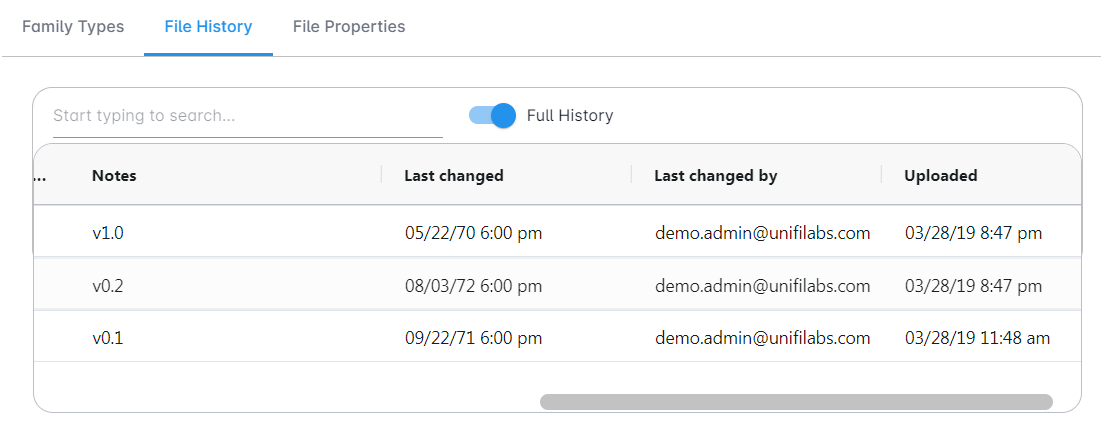 Family Types File History File Properties
Start typing to search... Full History
... Notes Last changed Last changed by Uploaded
v1.0 05/22/70 6:00 pm demo.admin@unifilabs.com 03/28/19 8:47 pm
v0.2 08/03/72 6:00 pm demo.admin@unifilabs.com 03/28/19 8:47 pm
v0.1 09/22/71 6:00 pm demo.admin@unifilabs.com 03/28/19 11:48 am